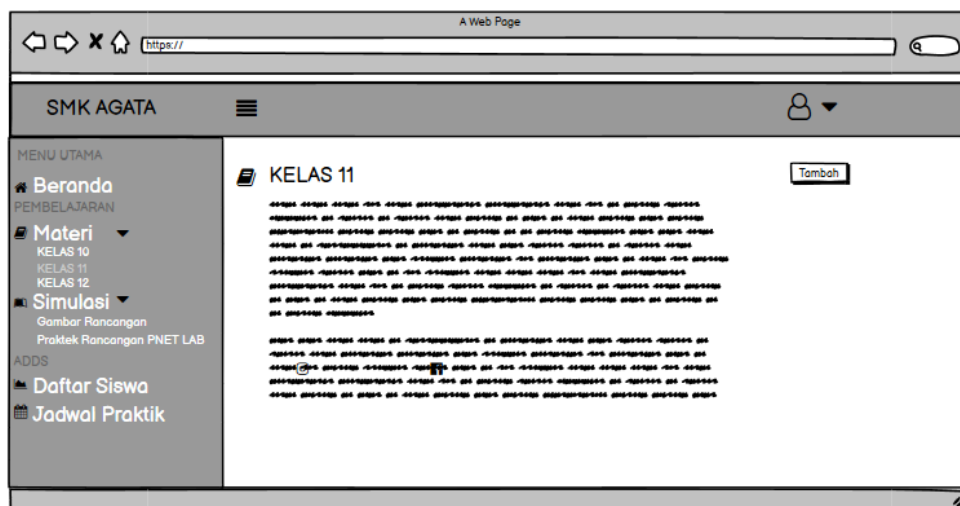 A Web Page
https://
SMK AGATA
MENU UTAMA
Beranda
PEMBELAJARAN
Materi
KELAS 10
KELAS 11
KELAS 12
Simulasi
Gambar Rancangan
Praktek Rancangan PNET LAB
ADDS
Daftar Siswa
Jadwal Praktik
KELAS 11
Tambah